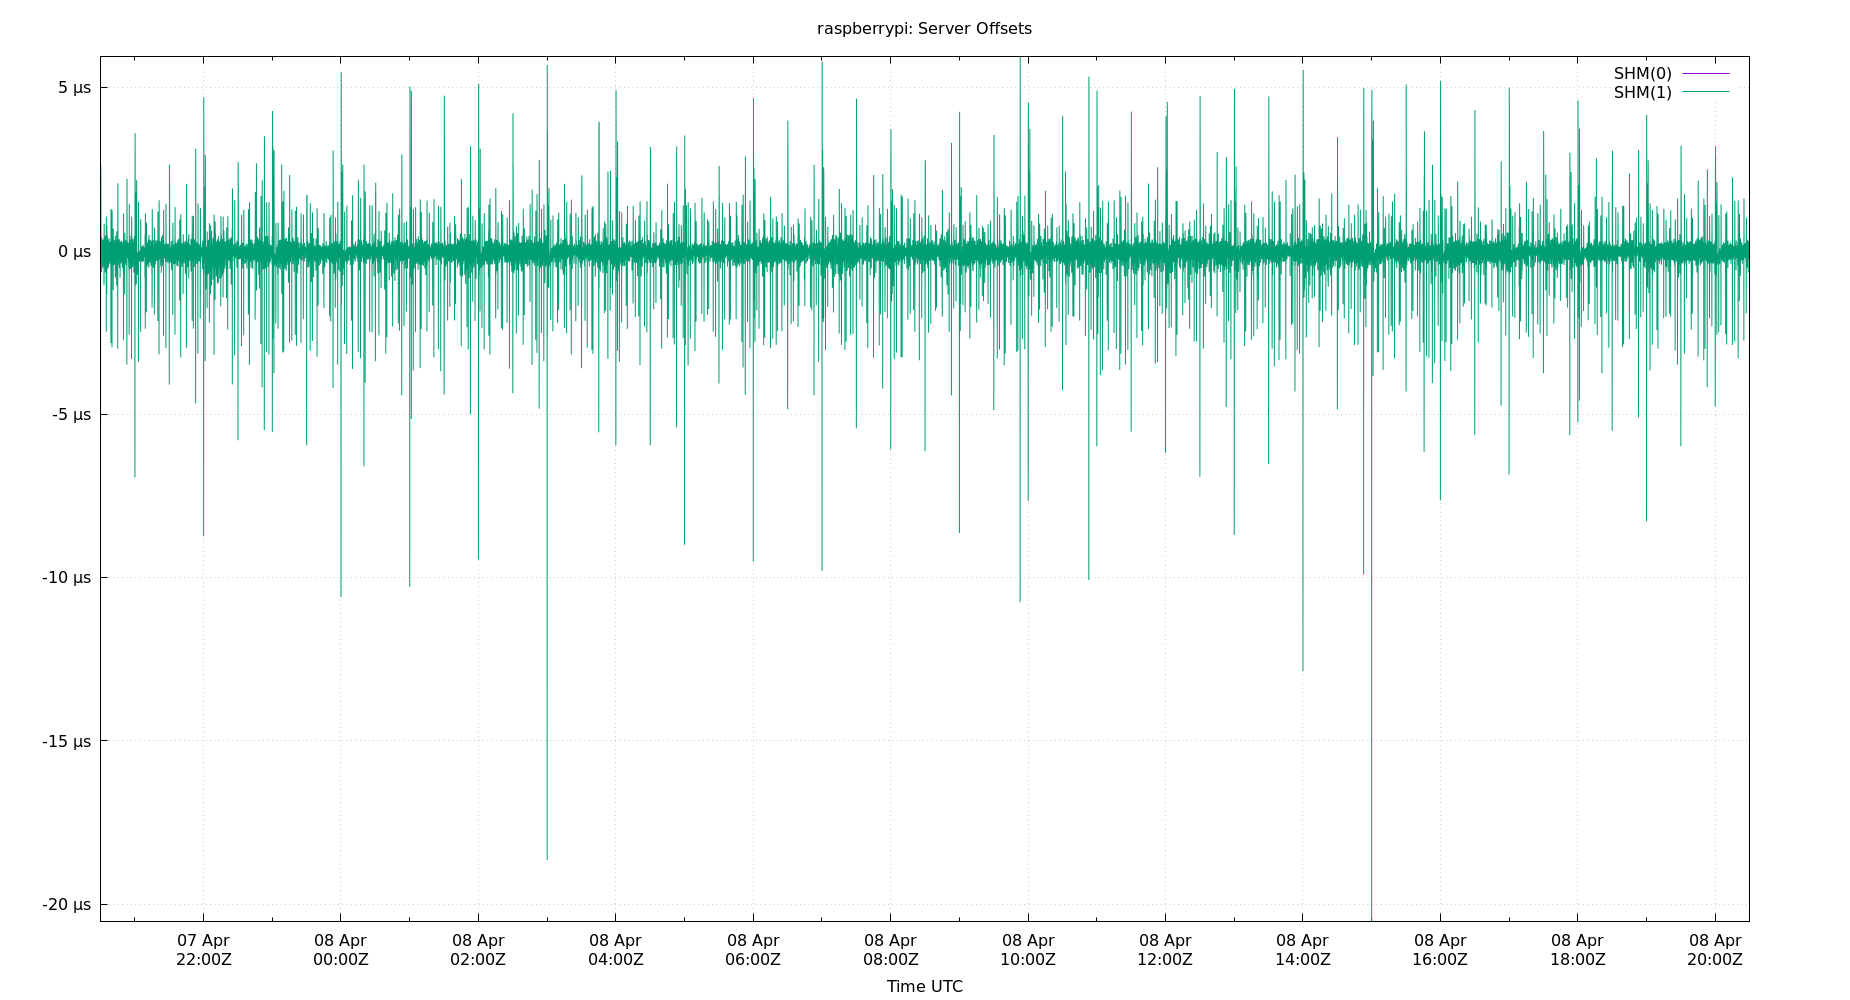 raspberrypi: Server Offsets
SHM(0)
SHM(1)
5 µs
0 µs
-5 µs
-10 µs
-15 µs
-20 µs
07 Apr 08 Apr 08 Apr 08 Apr 08 Apr 08 Apr 08 Apr 08 Apr 08 Apr 08 Apr 08 Apr 08 Apr
22:00Z 00:00Z 02:00Z 04:00Z 06:00Z 08:00Z 10:00Z 12:00Z 14:00Z 16:00Z 18:00Z 20:00Z
Time UTC